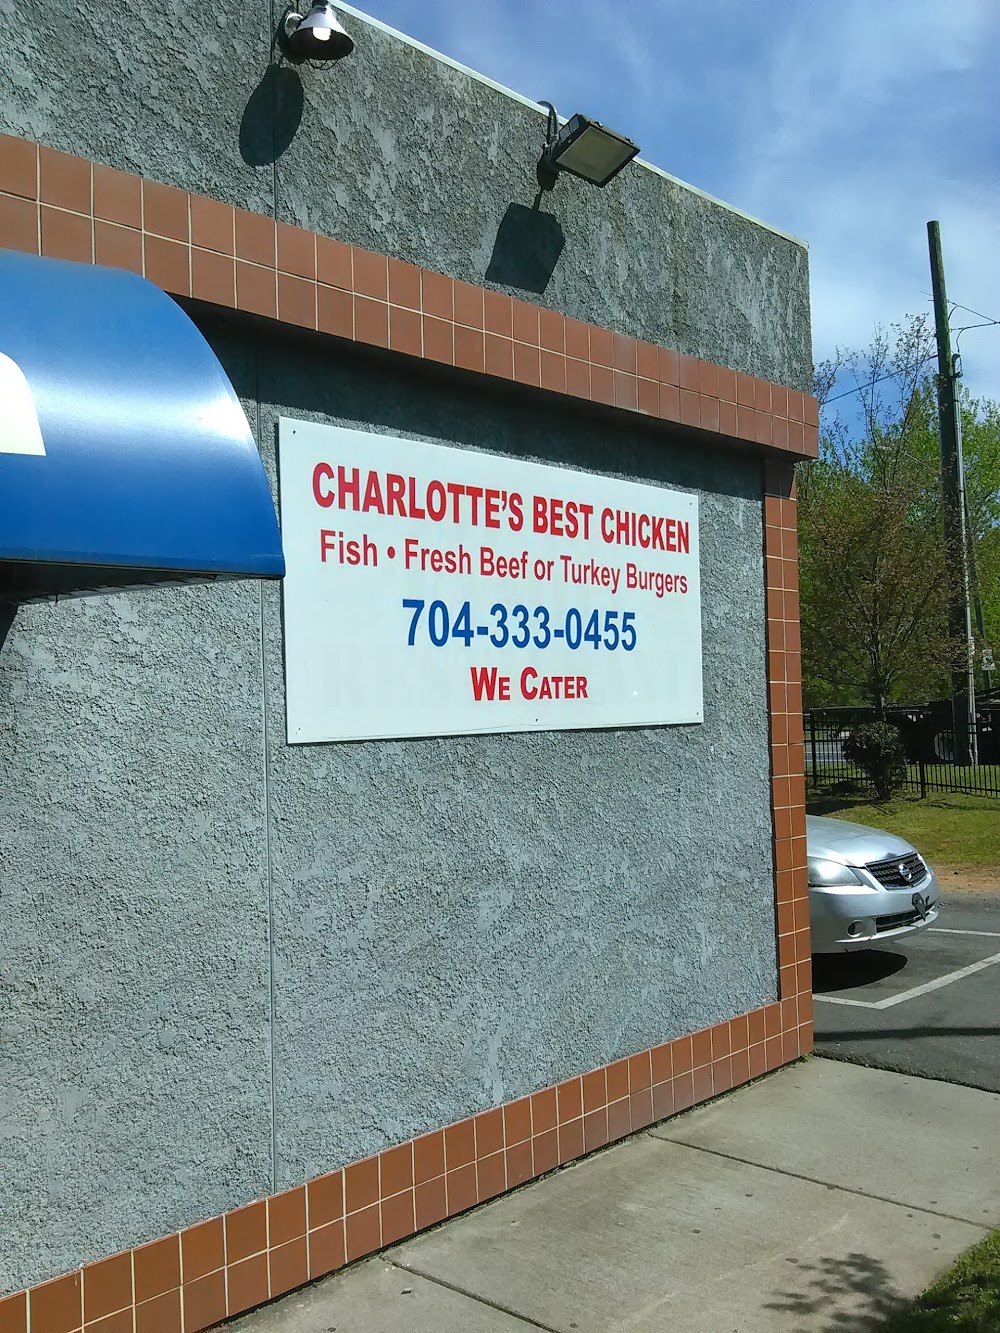 CHARLOTTE'S BEST CHICKEN
Fish • Fresh Beef or Turkey Burgers
704-333-0455
WE CATER